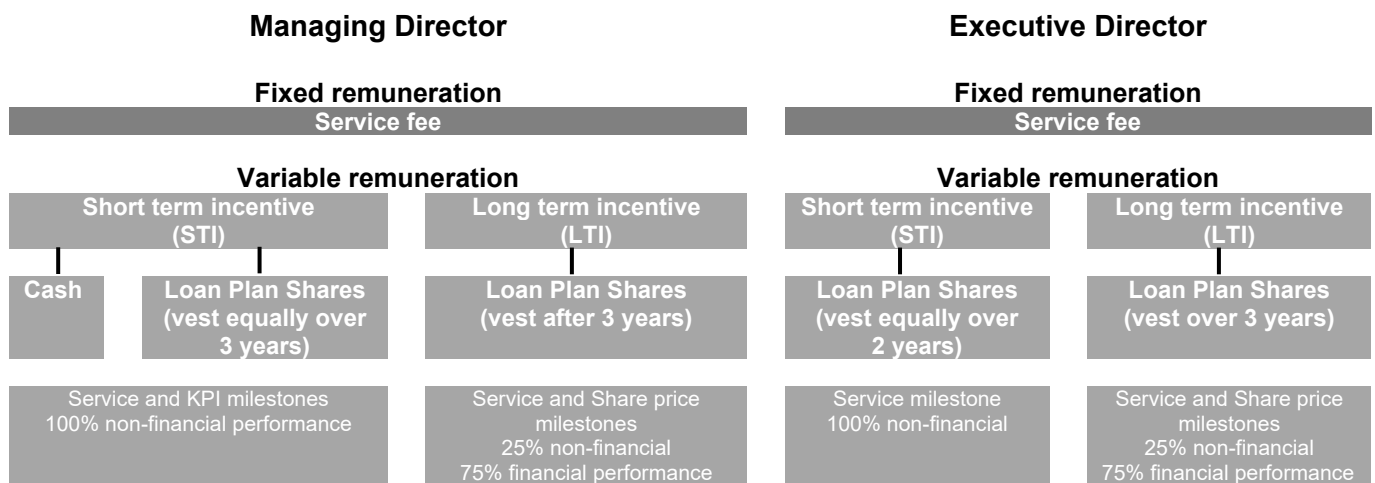 Managing Director
Executive Director
Fixed remuneration
Service fee
Fixed remuneration
Service fee
Variable remuneration
Variable remuneration
Short term incentive
(STI)
Long term incentive
(LTI)
Short term incentive
(STI)
Long term incentive
(LTI)
Cash
Loan Plan Shares
(vest equally over
3 years)
Loan Plan Shares
(vest after 3 years)
Loan Plan Shares
(vest equally over
2 years)
Loan Plan Shares
(vest over 3 years)
Service and KPI milestones
100% non-financial performance
Service and Share price
milestones
25% non-financial
75% financial performance
Service milestone
100% non-financial
Service and Share price
milestones
25% non-financial
75% financial performance